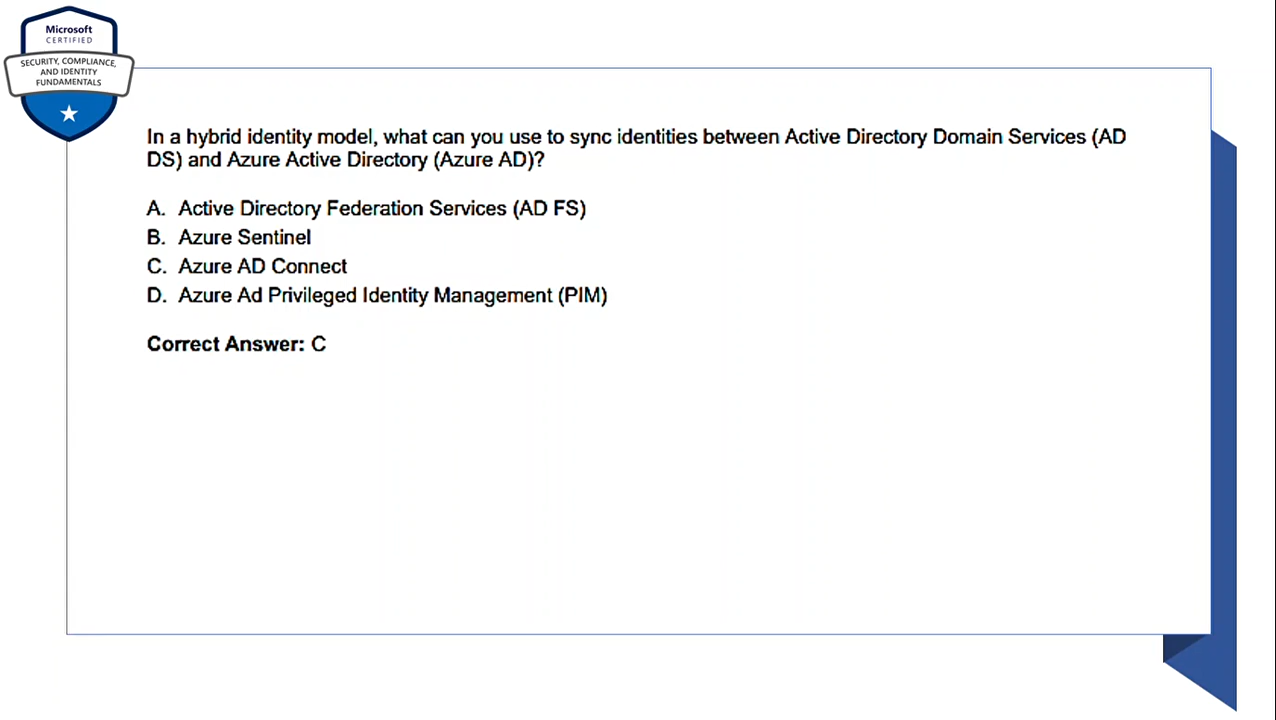 Microsoft
CERTIFIED
SECURITY, COMPLIANCE,
AND IDENTITY
FUNDAMENTALS
In a hybrid identity model, what can you use to sync identities between Active Directory Domain Services (AD
DS) and Azure Active Directory (Azure AD)?
A. Active Directory Federation Services (AD FS)
B. Azure Sentinel
C. Azure AD Connect
D. Azure Ad Privileged Identity Management (PIM)
Correct Answer: C